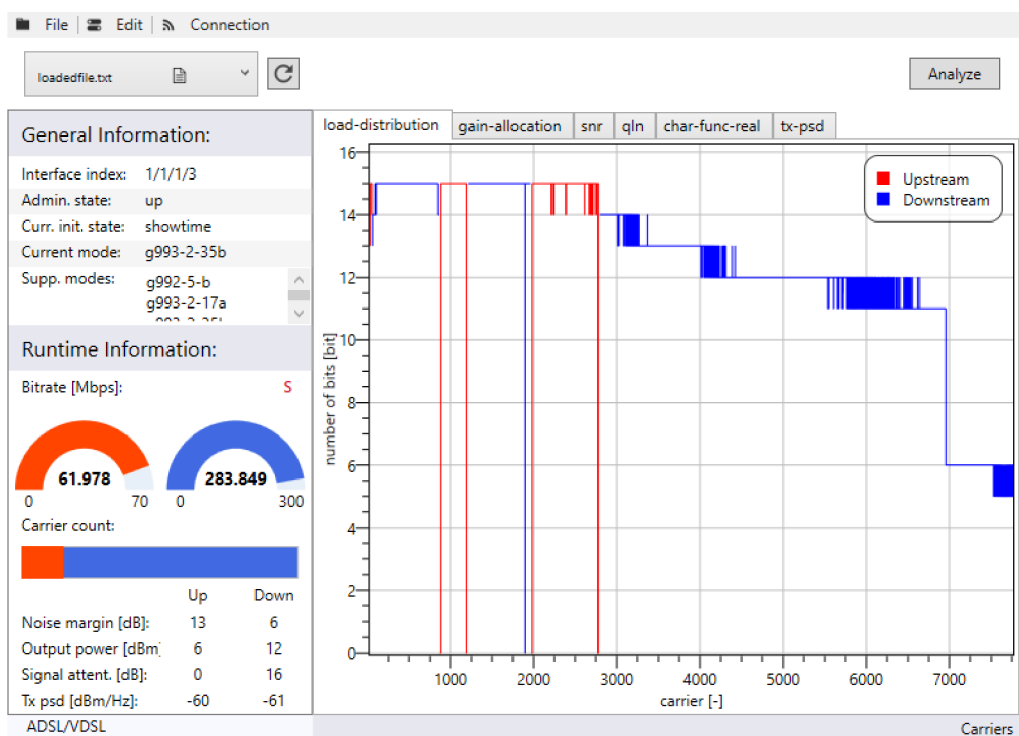 File Edit Connection
loadedfile.txt
Analyze
General Information:
Interface index: 1/1/1/3
Admin. state: up
Curr. init. state: showtime
Current mode: g993-2-35b
Supp. modes: g992-5-b
g993-2-17a
Runtime Information:
Bitrate [Mbps]: S
61.978
0 70
283.849
0 300
Carrier count:
Up Down
Noise margin [dB]: 13 6
Output power [dBm] 6 12
Signal attent. [dB]: 0 16
Tx psd [dBm/Hz]: -60 -61
load-distribution gain-allocation snr qln char-func-real tx-psd
Upstream
Downstream
16
14
12
10
8
6
4
2
0
number of bits [bit]
1000 2000 3000 4000 5000 6000 7000
carrier [-]
ADSL/VDSL
Carriers